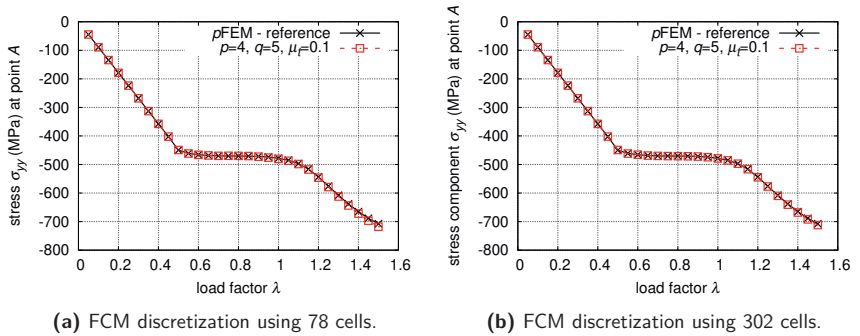 0
-100
-200
-300
-400
-500
-600
-700
-800
0 0.2 0.4 0.6 0.8 1 1.2 1.4 1.6
stress σyy (MPa) at point A
load factor λ
pFEM - reference
p=4, q=5, μf=0.1
(a) FCM discretization using 78 cells.
0
-100
-200
-300
-400
-500
-600
-700
-800
0 0.2 0.4 0.6 0.8 1 1.2 1.4 1.6
stress component σyy (MPa) at point A
load factor λ
pFEM - reference
p=4, q=5, μf=0.1
(b) FCM discretization using 302 cells.